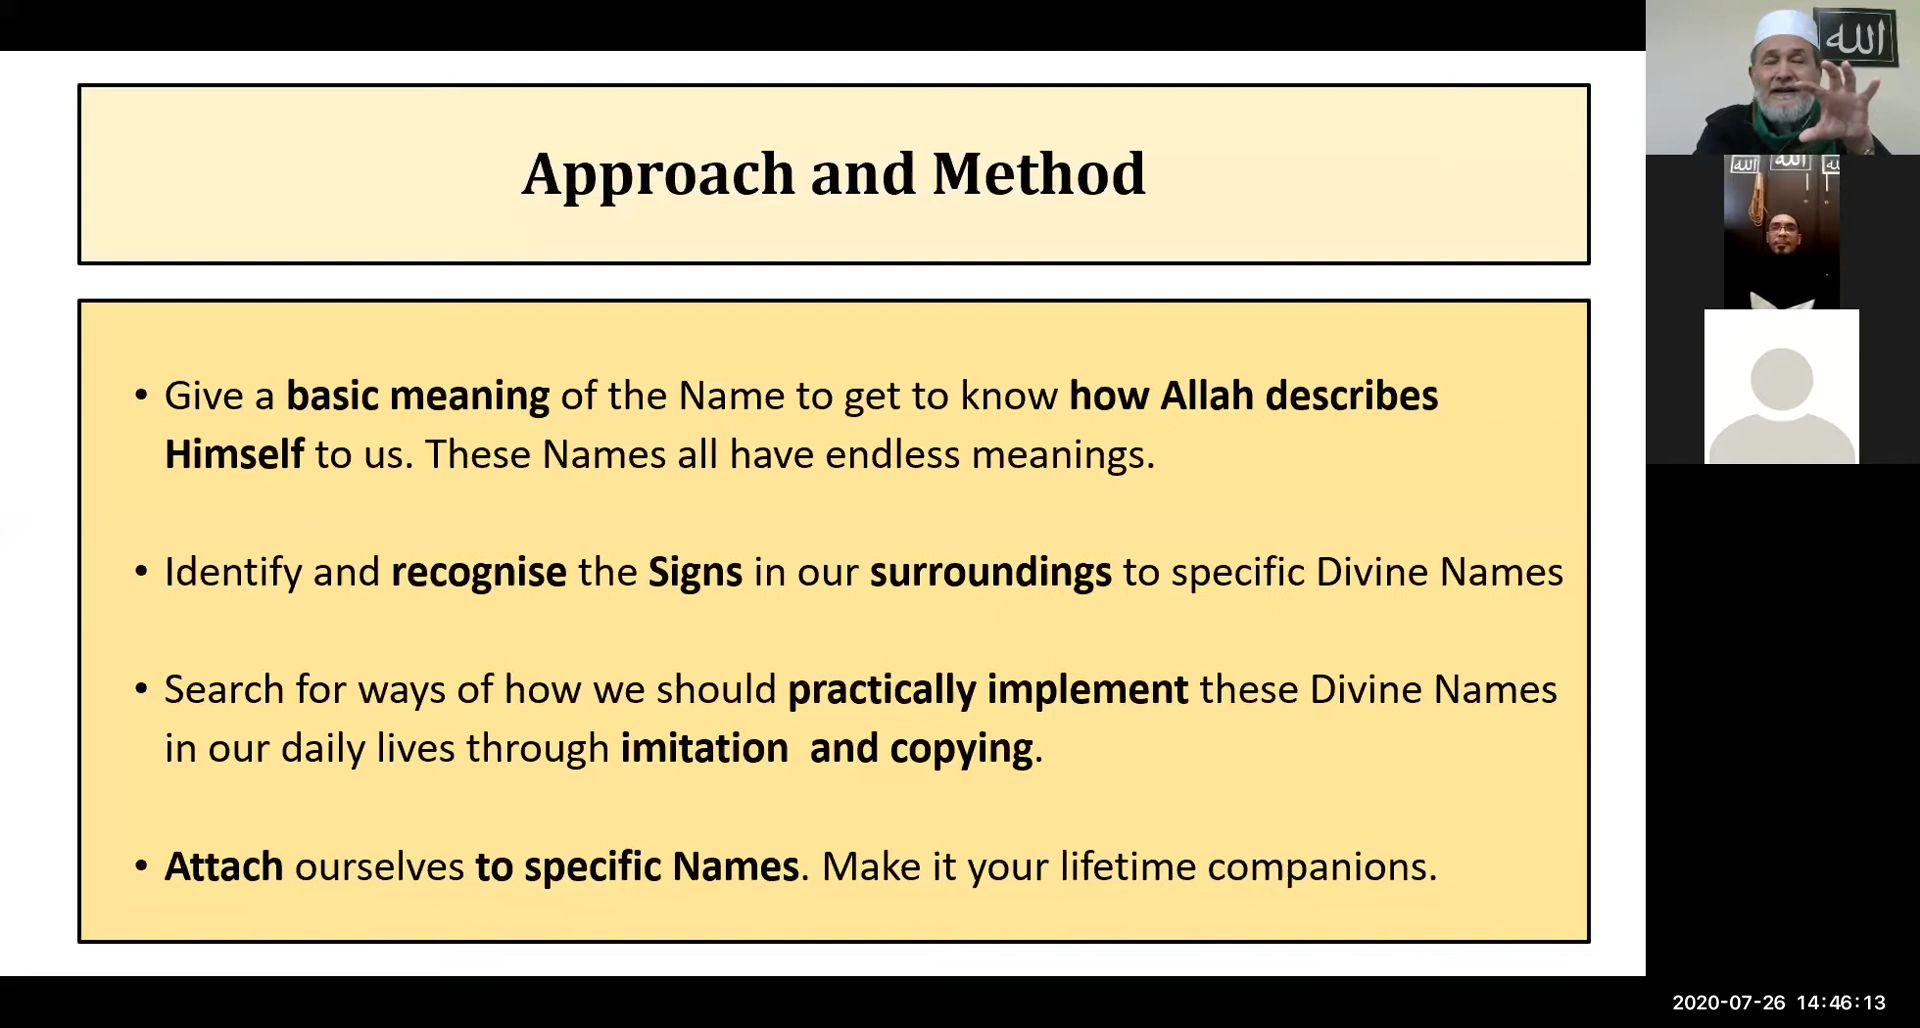 Approach and Method
• Give a basic meaning of the Name to get to know how Allah describes
Himself to us. These Names all have endless meanings.
• Identify and recognise the Signs in our surroundings to specific Divine Names
• Search for ways of how we should practically implement these Divine Names
in our daily lives through imitation  and copying.
• Attach ourselves to specific Names. Make it your lifetime companions.
الله
الله
الله
2020-07-26 14:46:13